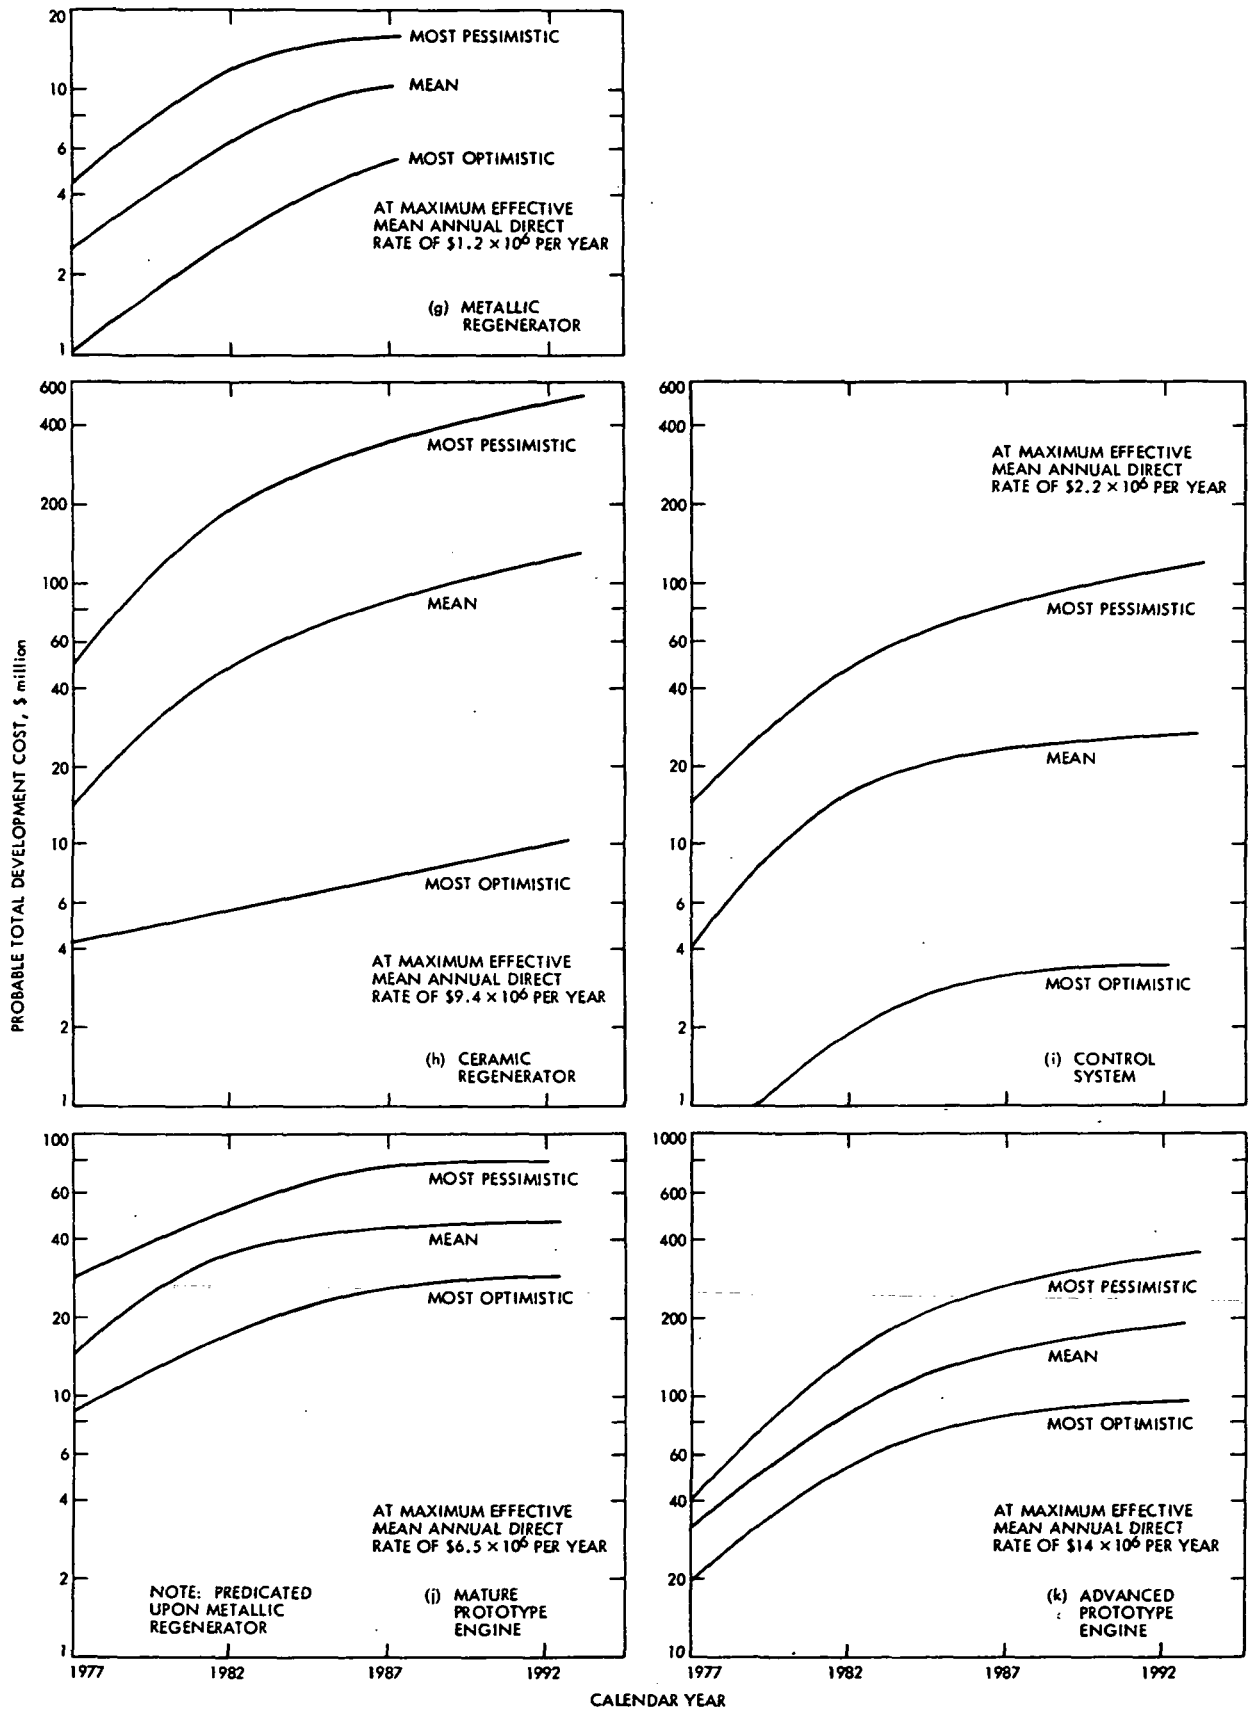 20
10
6
4
2
1
MOST PESSIMISTIC
MEAN
MOST OPTIMISTIC
AT MAXIMUM EFFECTIVE
MEAN ANNUAL DIRECT
RATE OF $1.2 × 10⁶ PER YEAR
(g) METALLIC
REGENERATOR
PROBABLE TOTAL DEVELOPMENT COST, $ million
600
400
200
100
60
40
20
10
6
4
2
1
MOST PESSIMISTIC
MEAN
MOST OPTIMISTIC
AT MAXIMUM EFFECTIVE
MEAN ANNUAL DIRECT
RATE OF $9.4 × 10⁶ PER YEAR
(h) CERAMIC
REGENERATOR
600
400
200
100
60
40
20
10
6
4
2
1
AT MAXIMUM EFFECTIVE
MEAN ANNUAL DIRECT
RATE OF $2.2 × 10⁶ PER YEAR
MOST PESSIMISTIC
MEAN
MOST OPTIMISTIC
(i) CONTROL
SYSTEM
100
60
40
20
10
6
4
2
1
MOST PESSIMISTIC
MEAN
MOST OPTIMISTIC
AT MAXIMUM EFFECTIVE
MEAN ANNUAL DIRECT
RATE OF $6.5 × 10⁶ PER YEAR
NOTE: PREDICATED
UPON METALLIC
REGENERATOR
(j) MATURE
PROTOTYPE
ENGINE
1977 1982 1987 1992
1000
600
400
200
100
60
40
20
10
MOST PESSIMISTIC
MEAN
MOST OPTIMISTIC
AT MAXIMUM EFFECTIVE
MEAN ANNUAL DIRECT
RATE OF $14 × 10⁶ PER YEAR
(k) ADVANCED
PROTOTYPE
ENGINE
1977 1982 1987 1992
CALENDAR YEAR